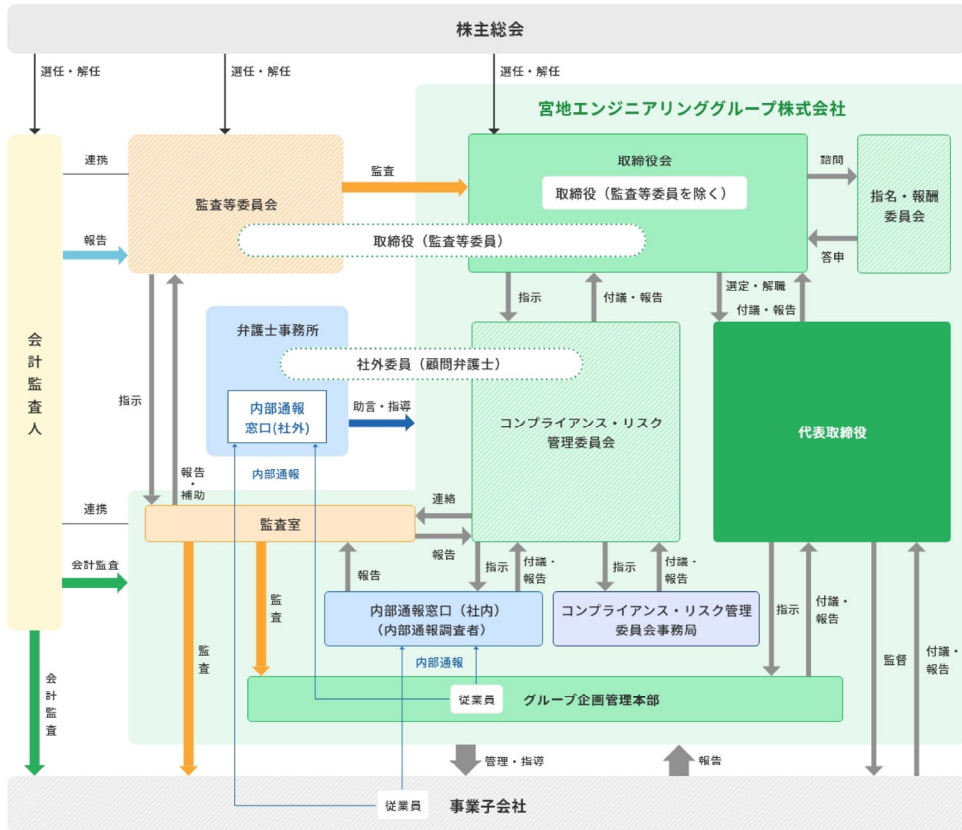 株主総会
選任・解任
選任・解任
選任・解任
宮地エンジニアリンググループ株式会社
連携
監査等委員会
監査
取締役会
取締役（監査等委員を除く）
諮問
指名・報酬
委員会
報告
取締役（監査等委員）
答申
指示
付議・報告
選定・解職
付議・報告
会計監査人
弁護士事務所
社外委員（顧問弁護士）
指示
内部通報
窓口(社外)
助言・指導
コンプライアンス・リスク
管理委員会
代表取締役
内部通報
報告
・
補助
連携
監査室
連絡
報告
会計監査
報告
指示
付議・
報告
指示
付議・
報告
監査
監査
内部通報窓口（社内）
（内部通報調査者）
コンプライアンス・リスク管理
委員会事務局
指示
付議・
報告
監督
付議・
報告
内部通報
会計監査
従業員
グループ企画管理本部
管理・指導
報告
従業員
事業子会社